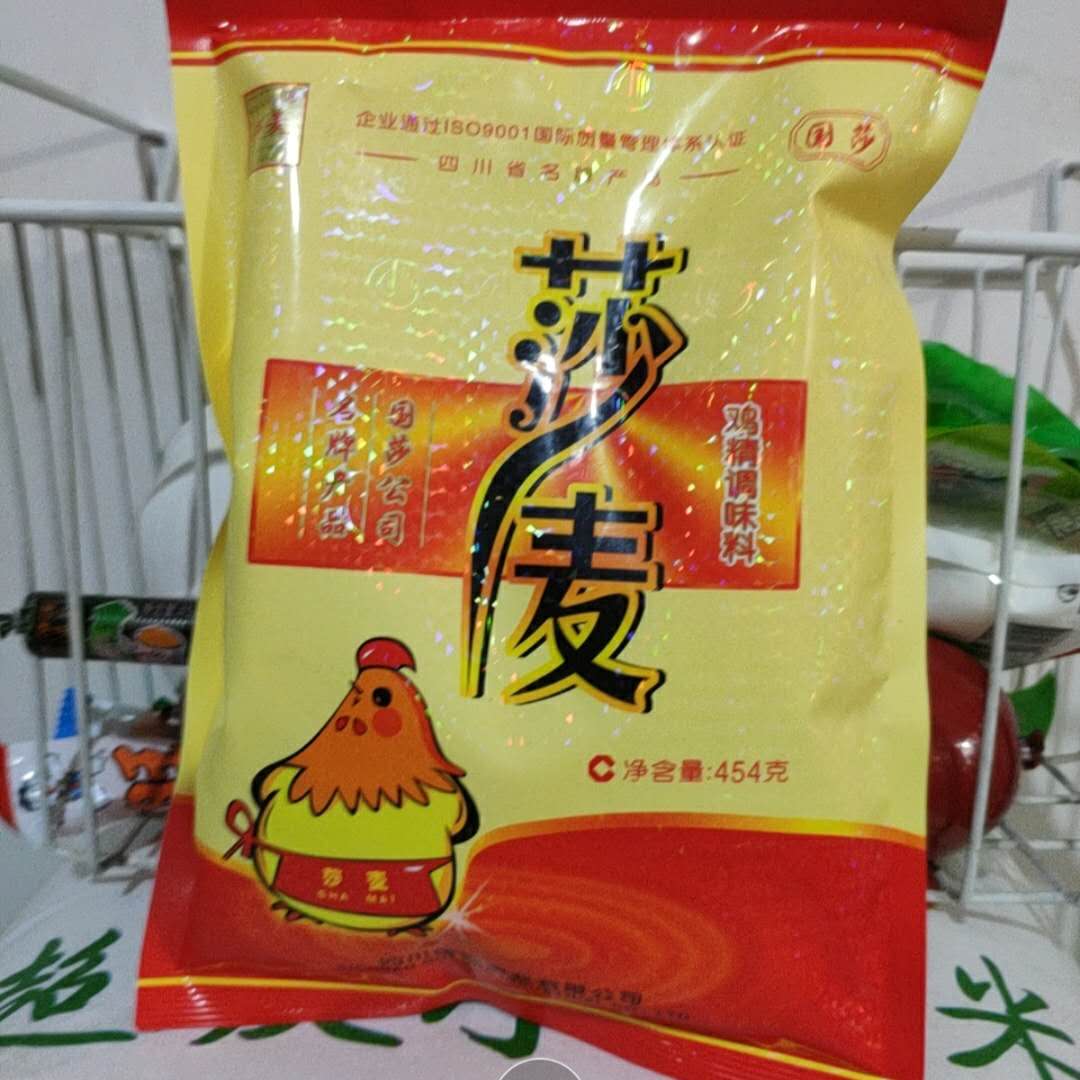 企业通过ISO9001国际质量管理体系认证
四川省名牌产品
国莎
莎麦
国莎公司
名牌产品
鸡精调味料
净含量:454克
莎麦
SHA MAI
米